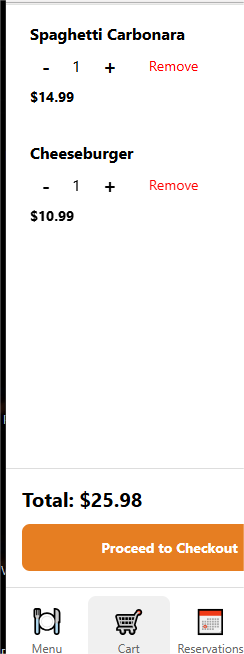 Spaghetti Carbonara
- 1 + Remove
$14.99
Cheeseburger
- 1 + Remove
$10.99
Total: $25.98
Proceed to Checkout
Menu Cart Reservations